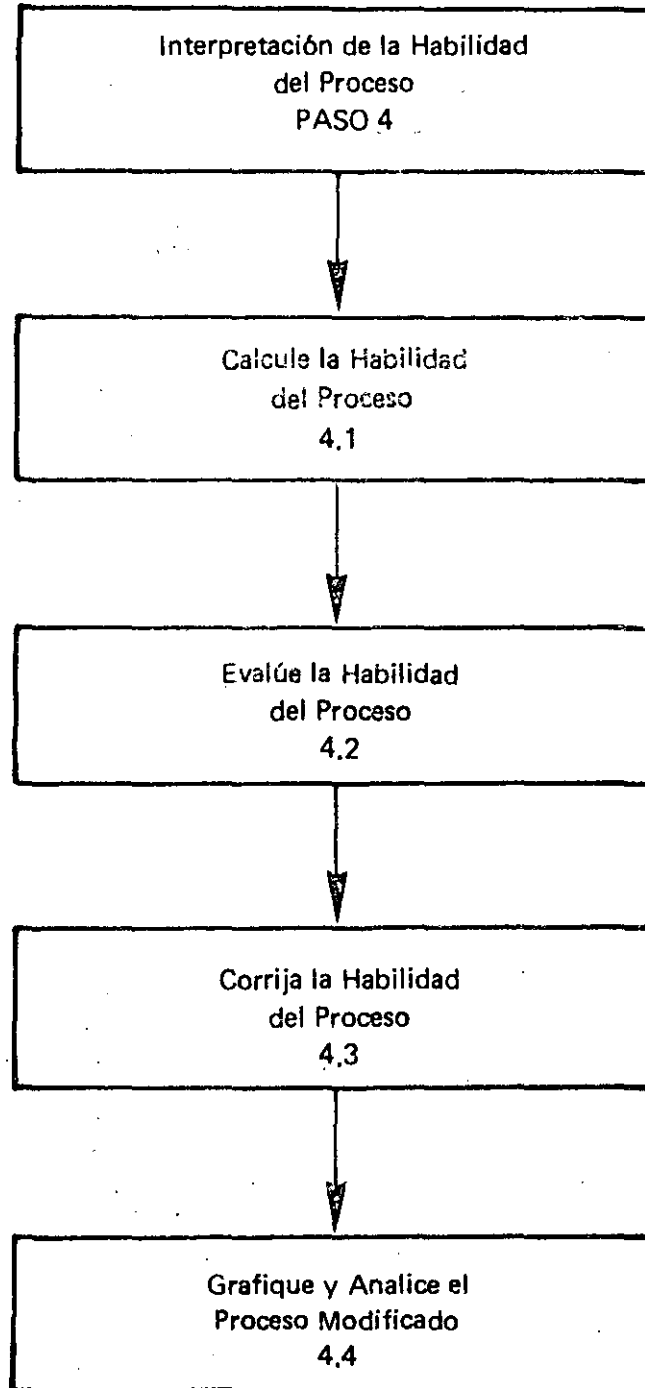 Interpretación de la Habilidad
del Proceso
PASO 4
Calcule la Habilidad
del Proceso
4.1
Evalúe la Habilidad
del Proceso
4.2
Corrija la Habilidad
del Proceso
4.3
Grafique y Analice el
Proceso Modificado
4.4